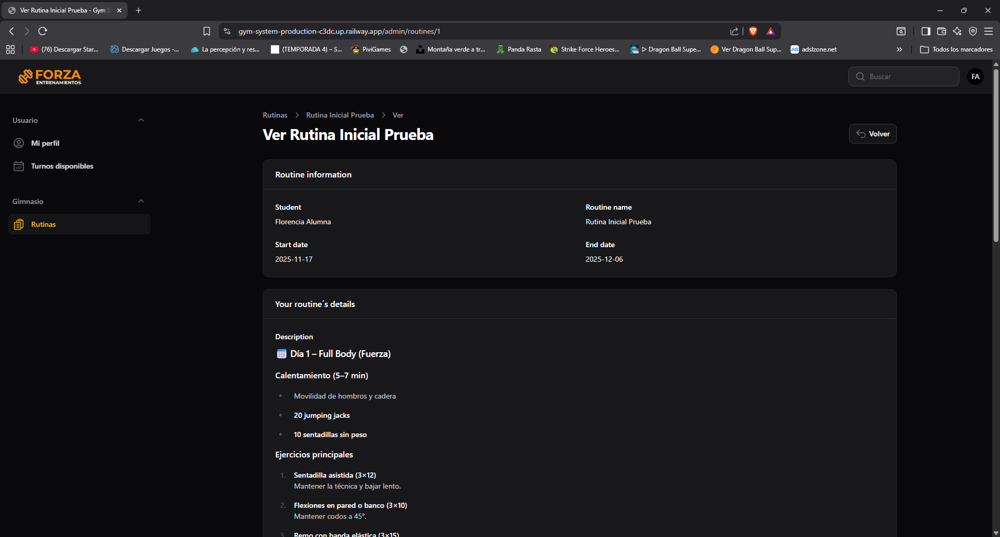 Ver Rutina Inicial Prueba - Gym S
gym-system-production-c3dc.up.railway.app/admin/routines/1
(76) Descargar Star...
Descargar Juegos -...
La percepción y res...
(TEMPORADA 4) – S...
PiviGames
Montaña verde a tr...
Panda Rasta
Strike Force Heroes...
ᐅ Dragon Ball Supe...
Ver Dragon Ball Sup...
adslzone.net
Todos los marcadores
FORZA
ENTRENAMIENTOS
Buscar
FA
Usuario
Mi perfil
Turnos disponibles
Gimnasio
Rutinas
Rutinas > Rutina Inicial Prueba > Ver
Ver Rutina Inicial Prueba
Volver
Routine information
Student
Florencia Alumna
Routine name
Rutina Inicial Prueba
Start date
2025-11-17
End date
2025-12-06
Your routine´s details
Description
Día 1 – Full Body (Fuerza)
Calentamiento (5–7 min)
• Movilidad de hombros y cadera
• 20 jumping jacks
• 10 sentadillas sin peso
Ejercicios principales
1. Sentadilla asistida (3×12)
Mantener la técnica y bajar lento.
2. Flexiones en pared o banco (3×10)
Mantener codos a 45°.
3. Remo con banda elástica (3×15)